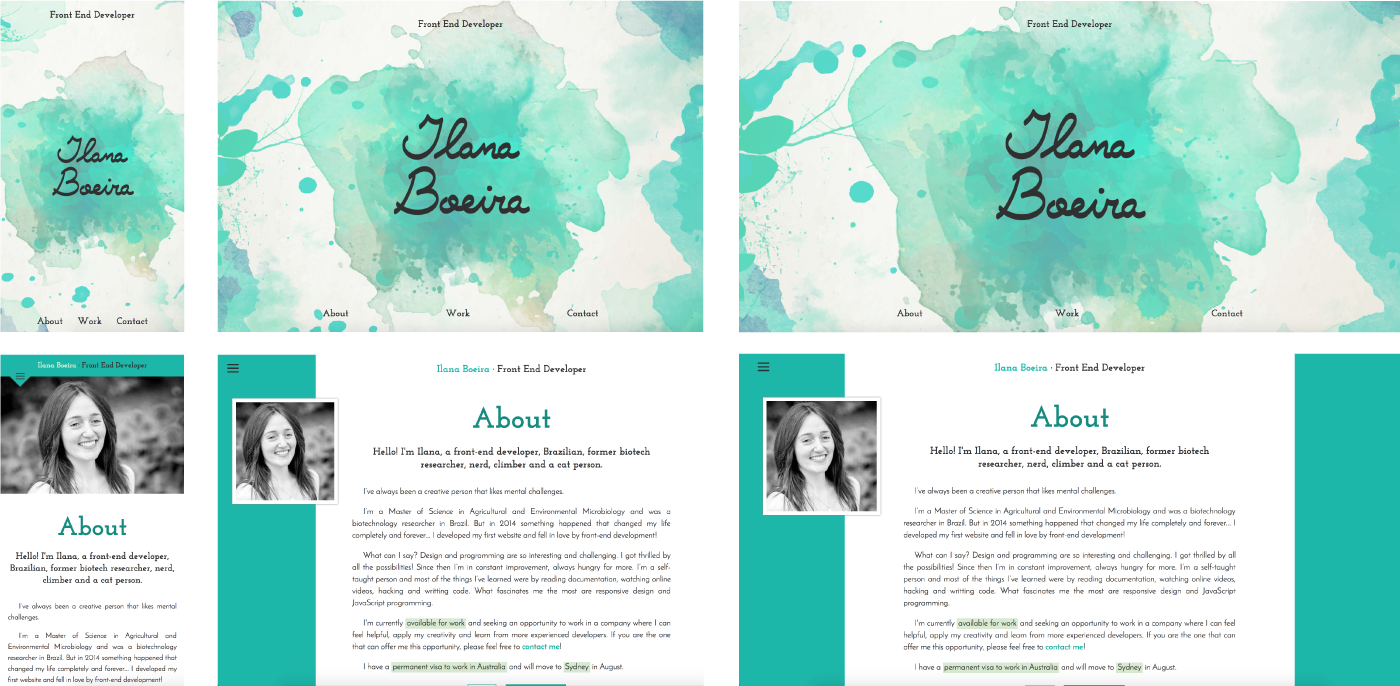 Front End Developer
Ilana
Boeira
About Work Contact
Front End Developer
Ilana
Boeira
About Work Contact
Front End Developer
Ilana
Boeira
About Work Contact
Ilana Boeira · Front End Developer
About
Hello! I'm Ilana, a front-end developer,
Brazilian, former biotech researcher, nerd,
climber and a cat person.
I've always been a creative person that likes mental
challenges.
I'm a Master of Science in Agricultural and
Environmental Microbiology and was a biotechnology
researcher in Brazil. But in 2014 something happened that
changed my life completely and forever... I developed my
first website and fell in love by front-end development!
Ilana Boeira · Front End Developer
About
Hello! I'm Ilana, a front-end developer, Brazilian, former biotech
researcher, nerd, climber and a cat person.
I've always been a creative person that likes mental challenges.
I'm a Master of Science in Agricultural and Environmental Microbiology and was a
biotechnology researcher in Brazil. But in 2014 something happened that changed my life
completely and forever... I developed my first website and fell in love by front-end development!
What can I say? Design and programming are so interesting and challenging. I got thrilled by
all the possibilities! Since then I'm in constant improvement, always hungry for more. I'm a self-
taught person and most of the things I've learned were by reading documentation, watching online
videos, hacking and writting code. What fascinates me the most are responsive design and
JavaScript programming.
I'm currently available for work and seeking an opportunity to work in a company where I can feel
helpful, apply my creativity and learn from more experienced developers. If you are the one
that can offer me this opportunity, please feel free to contact me!
I have a permanent visa to work in Australia and will move to Sydney in August.
Ilana Boeira · Front End Developer
About
Hello! I'm Ilana, a front-end developer, Brazilian, former biotech
researcher, nerd, climber and a cat person.
I've always been a creative person that likes mental challenges.
I'm a Master of Science in Agricultural and Environmental Microbiology and was a biotechnology
researcher in Brazil. But in 2014 something happened that changed my life completely and forever... I
developed my first website and fell in love by front-end development!
What can I say? Design and programming are so interesting and challenging. I got thrilled by all
the possibilities! Since then I'm in constant improvement, always hungry for more. I'm a self-taught
person and most of the things I've learned were by reading documentation, watching online videos,
hacking and writting code. What fascinates me the most are responsive design and JavaScript
programming.
I'm currently available for work and seeking an opportunity to work in a company where I can feel
helpful, apply my creativity and learn from more experienced developers. If you are the one that can
offer me this opportunity, please feel free to contact me!
I have a permanent visa to work in Australia and will move to Sydney in August.